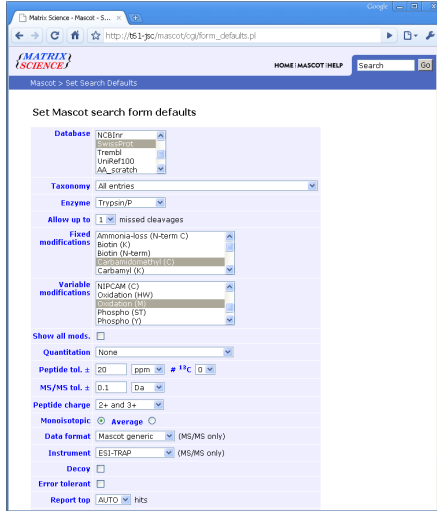 Google
Matrix Science - Mascot - S...
http://t61-jsc/mascot/cgi/form_defaults.pl
{MATRIX}
{SCIENCE}
HOME | MASCOT | HELP
Search
Go
Mascot > Set Search Defaults
Set Mascot search form defaults
Database
NCBInr
SwissProt
Trembl
UniRef100
AA_scratch
Taxonomy All entries
Enzyme Trypsin/P
Allow up to 1 missed cleavages
Fixed modifications
Ammonia-loss (N-term C)
Biotin (K)
Biotin (N-term)
Carbamidomethyl (C)
Carbamyl (K)
Variable modifications
NIPCAM (C)
Oxidation (HW)
Oxidation (M)
Phospho (ST)
Phospho (Y)
Show all mods.
Quantitation None
Peptide tol. ± 20 ppm # 13C 0
MS/MS tol. ± 0.1 Da
Peptide charge 2+ and 3+
Monoisotopic Average
Data format Mascot generic (MS/MS only)
Instrument ESI-TRAP (MS/MS only)
Decoy
Error tolerant
Report top AUTO hits